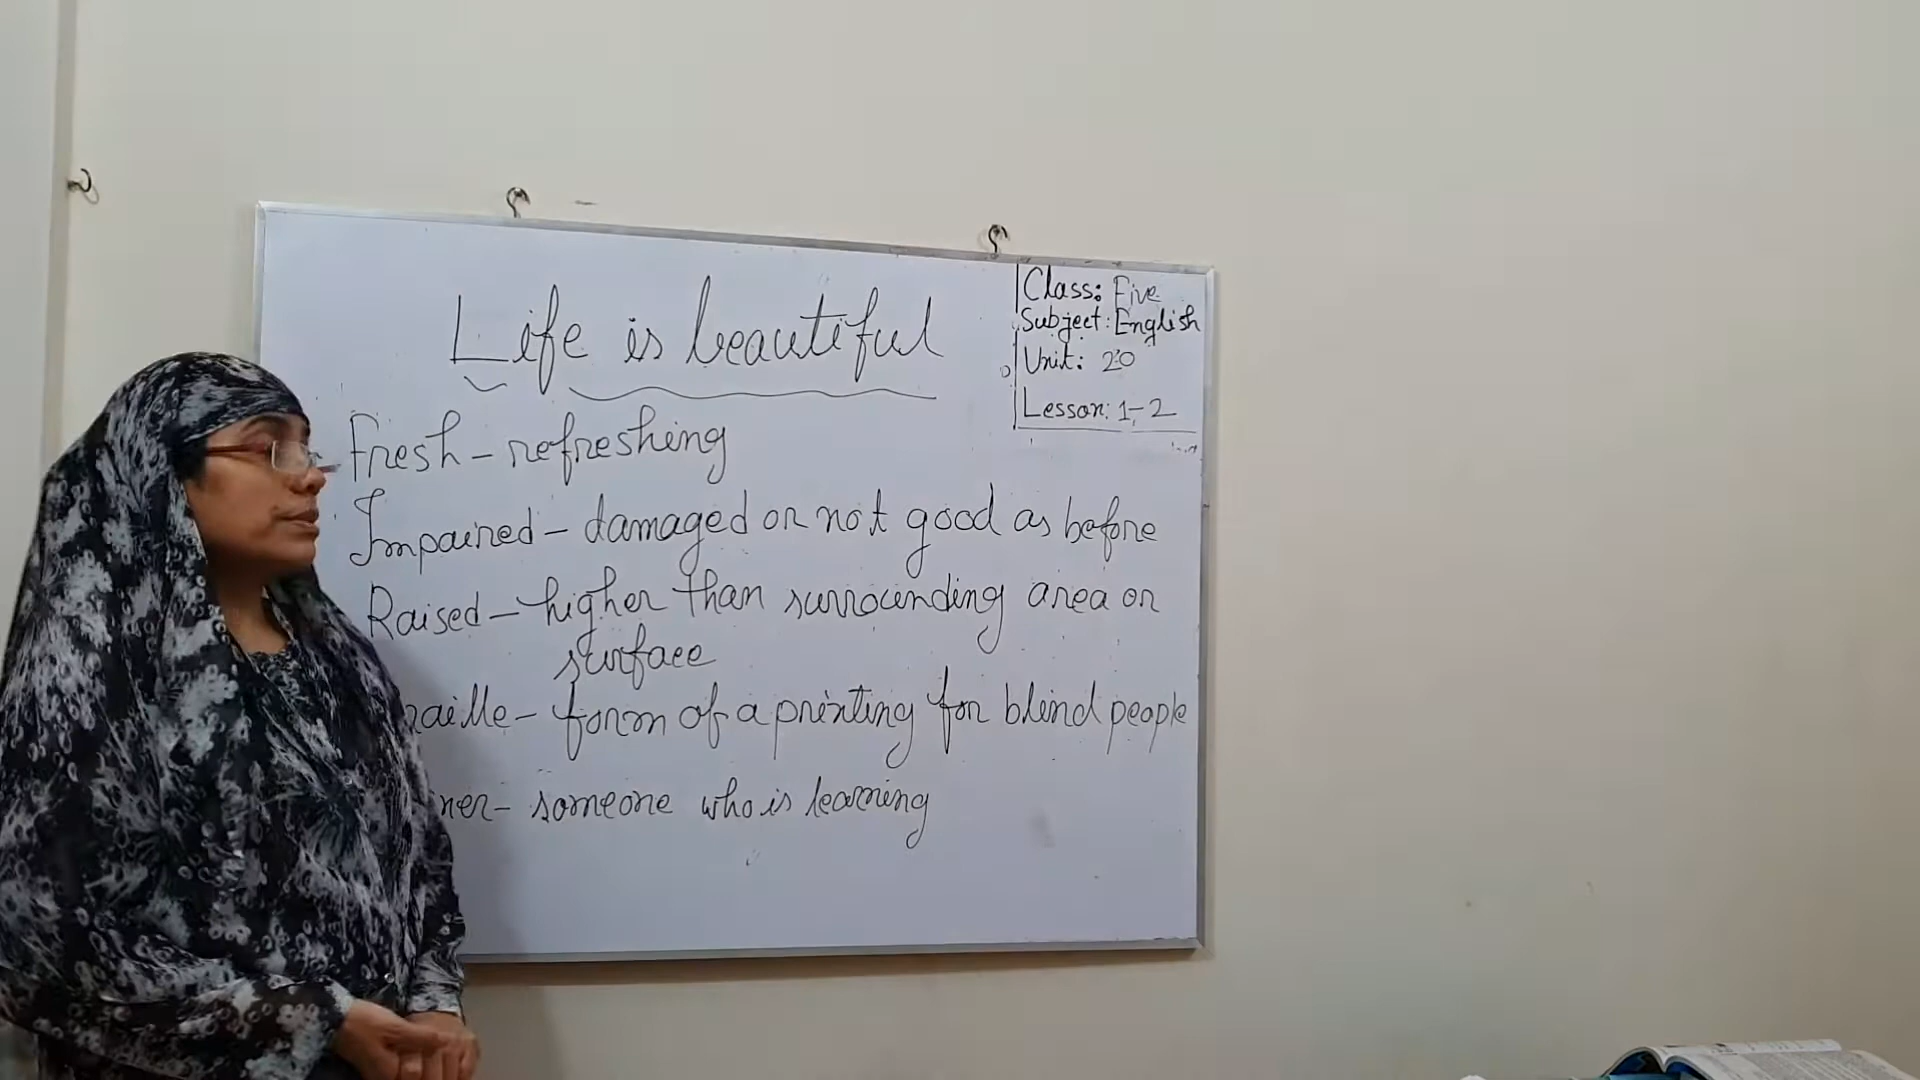 Life is beautiful
Class: Five
Subject: English
Unit: 20
Lesson: 1-2
Fresh - refreshing
Impaired - damaged or not good as before
Raised - higher than surrounding area or
surface
raille - form of a printing for blind people
ner - someone who is learning